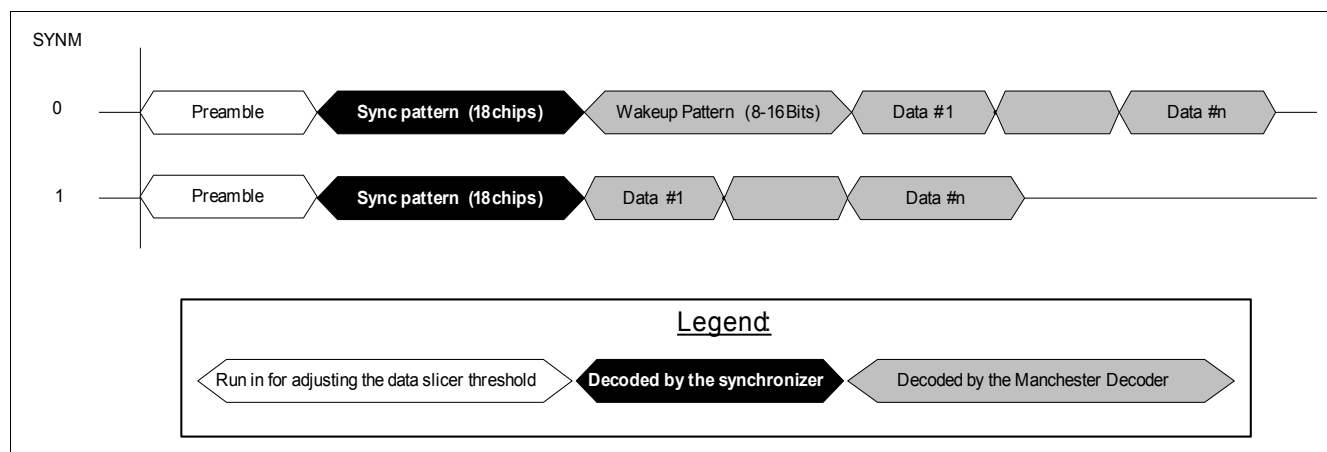 SYNM
0 Preamble Sync pattern (18chips) Wakeup Pattern (8-16Bits) Data #1 Data #n
1 Preamble Sync pattern (18chips) Data #1 Data #n
Legend:
Run in for adjusting the data slicer threshold Decoded by the synchronizer Decoded by the Manchester Decoder